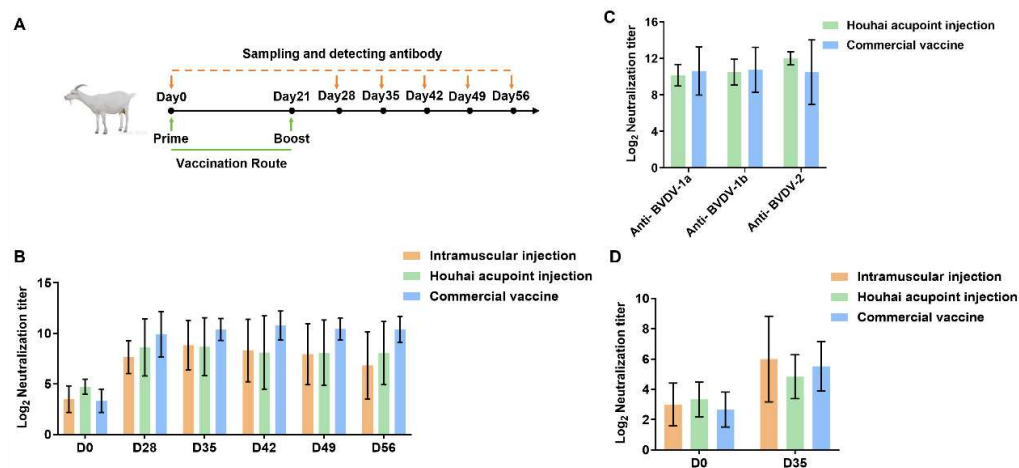 A
Sampling and detecting antibody
Day0 Day21 Day28 Day35 Day42 Day49 Day56
Prime Boost
Vaccination Route
B
Intramuscular injection
Houhai acupoint injection
Commercial vaccine
Log2 Neutralization titer
15
10
5
0
D0 D28 D35 D42 D49 D56
C
Houhai acupoint injection
Commercial vaccine
Log2 Neutralization titer
16
12
8
4
0
Anti- BVDV-1a
Anti- BVDV-1b
Anti- BVDV-2
D
Intramuscular injection
Houhai acupoint injection
Commercial vaccine
Log2 Neutralization titer
10
8
6
4
2
0
D0 D35